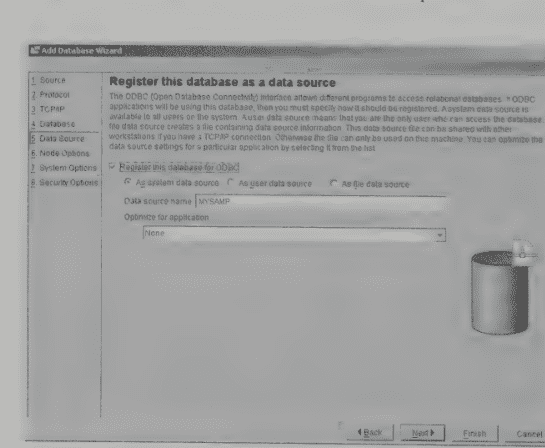 Add Database Wizard
1 Source
2 Protocol
3 TCP/IP
4 Database
5 Data Source
6 Node Options
7 System Options
8 Security Options
Register this database as a data source
The ODBC (Open Database Connectivity) interface allows different programs to access relational databases. If ODBC
applications will be using this database, then you must specify how it should be registered. A system data source is
available to all users on the system. A user data source means that you are the only user who can access the database.
file data source creates a file containing data source information. This data source file can be shared with other
workstations if you have a TCP/IP connection. Otherwise the file can only be used on this machine. You can optimize the
data source settings for a particular application by selecting it from the list.
Register this database for ODBC
As system data source
As user data source
As file data source
Data source name MYSAMP
Optimize for application
None
Back
Next
Finish
Cancel